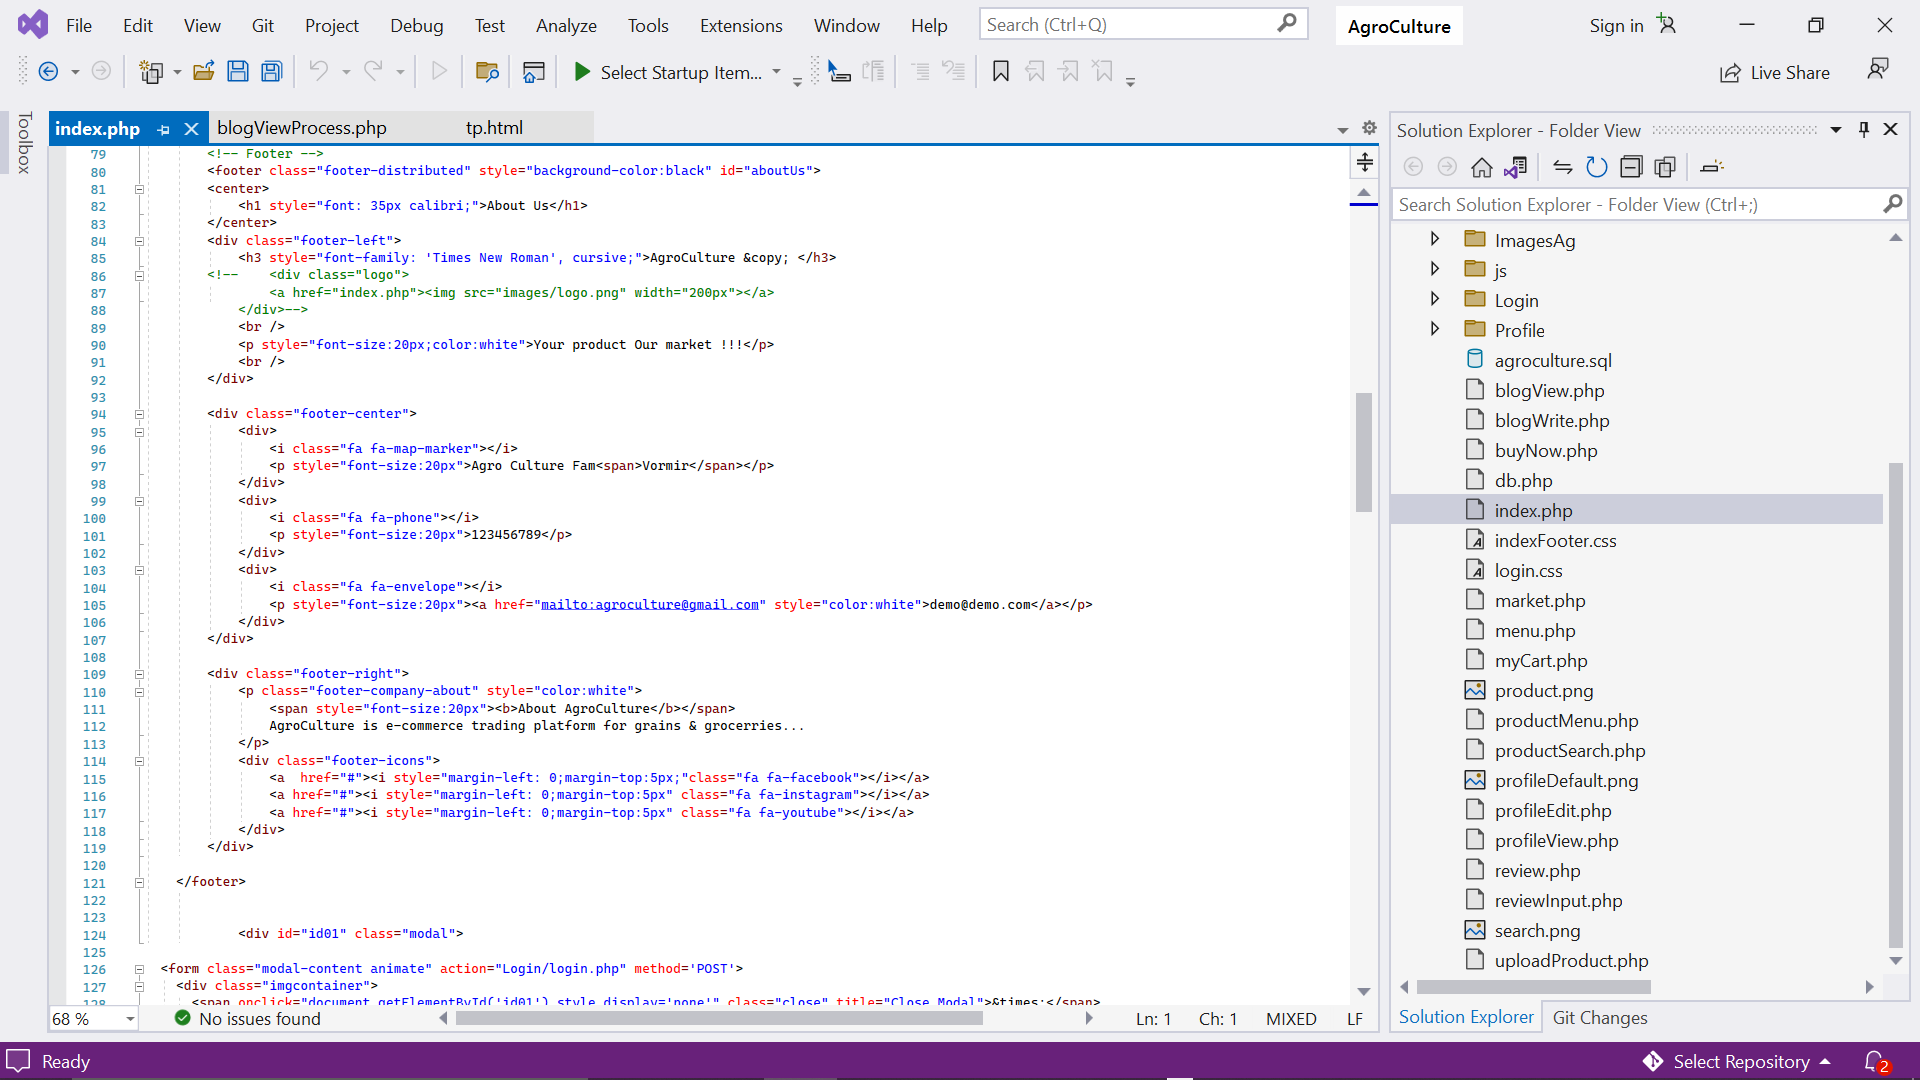 File Edit View Git Project Debug Test Analyze Tools Extensions Window Help Search (Ctrl+Q) AgroCulture Sign in
Select Startup Item... Live Share
Toolbox
index.php blogViewProcess.php tp.html
79 <!-- Footer -->
80 <footer class="footer-distributed" style="background-color:black" id="aboutUs">
81 <center>
82 <h1 style="font: 35px calibri;">About Us</h1>
83 </center>
84 <div class="footer-left">
85 <h3 style="font-family: 'Times New Roman', cursive;">AgroCulture &copy; </h3>
86 <!-- <div class="logo">
87 <a href="index.php"><img src="images/logo.png" width="200px"></a>
88 </div>-->
89 <br />
90 <p style="font-size:20px;color:white">Your product Our market !!!</p>
91 <br />
92 </div>
93
94 <div class="footer-center">
95 <div>
96 <i class="fa fa-map-marker"></i>
97 <p style="font-size:20px">Agro Culture Fam<span>Vormir</span></p>
98 </div>
99 <div>
100 <i class="fa fa-phone"></i>
101 <p style="font-size:20px">123456789</p>
102 </div>
103 <div>
104 <i class="fa fa-envelope"></i>
105 <p style="font-size:20px"><a href="mailto:agroculture@gmail.com" style="color:white">demo@demo.com</a></p>
106 </div>
107 </div>
108
109 <div class="footer-right">
110 <p class="footer-company-about" style="color:white">
111 <span style="font-size:20px"><b>About AgroCulture</b></span>
112 AgroCulture is e-commerce trading platform for grains & grocerries...
113 </p>
114 <div class="footer-icons">
115 <a  href="#"><i style="margin-left: 0;margin-top:5px;"class="fa fa-facebook"></i></a>
116 <a href="#"><i style="margin-left: 0;margin-top:5px" class="fa fa-instagram"></i></a>
117 <a href="#"><i style="margin-left: 0;margin-top:5px" class="fa fa-youtube"></i></a>
118 </div>
119 </div>
120
121 </footer>
122
123
124 <div id="id01" class="modal">
125
126 <form class="modal-content animate" action="Login/login.php" method='POST'>
127 <div class="imgcontainer">
128 <span onclick="document.getElementById('id01').style.display='none'" class="close" title="Close Modal">&times;</span>
68 % No issues found Ln: 1 Ch: 1 MIXED LF
Solution Explorer - Folder View
Search Solution Explorer - Folder View (Ctrl+;)
ImagesAg
js
Login
Profile
agroculture.sql
blogView.php
blogWrite.php
buyNow.php
db.php
index.php
indexFooter.css
login.css
market.php
menu.php
myCart.php
product.png
productMenu.php
productSearch.php
profileDefault.png
profileEdit.php
profileView.php
review.php
reviewInput.php
search.png
uploadProduct.php
Solution Explorer Git Changes
Ready Select Repository 2